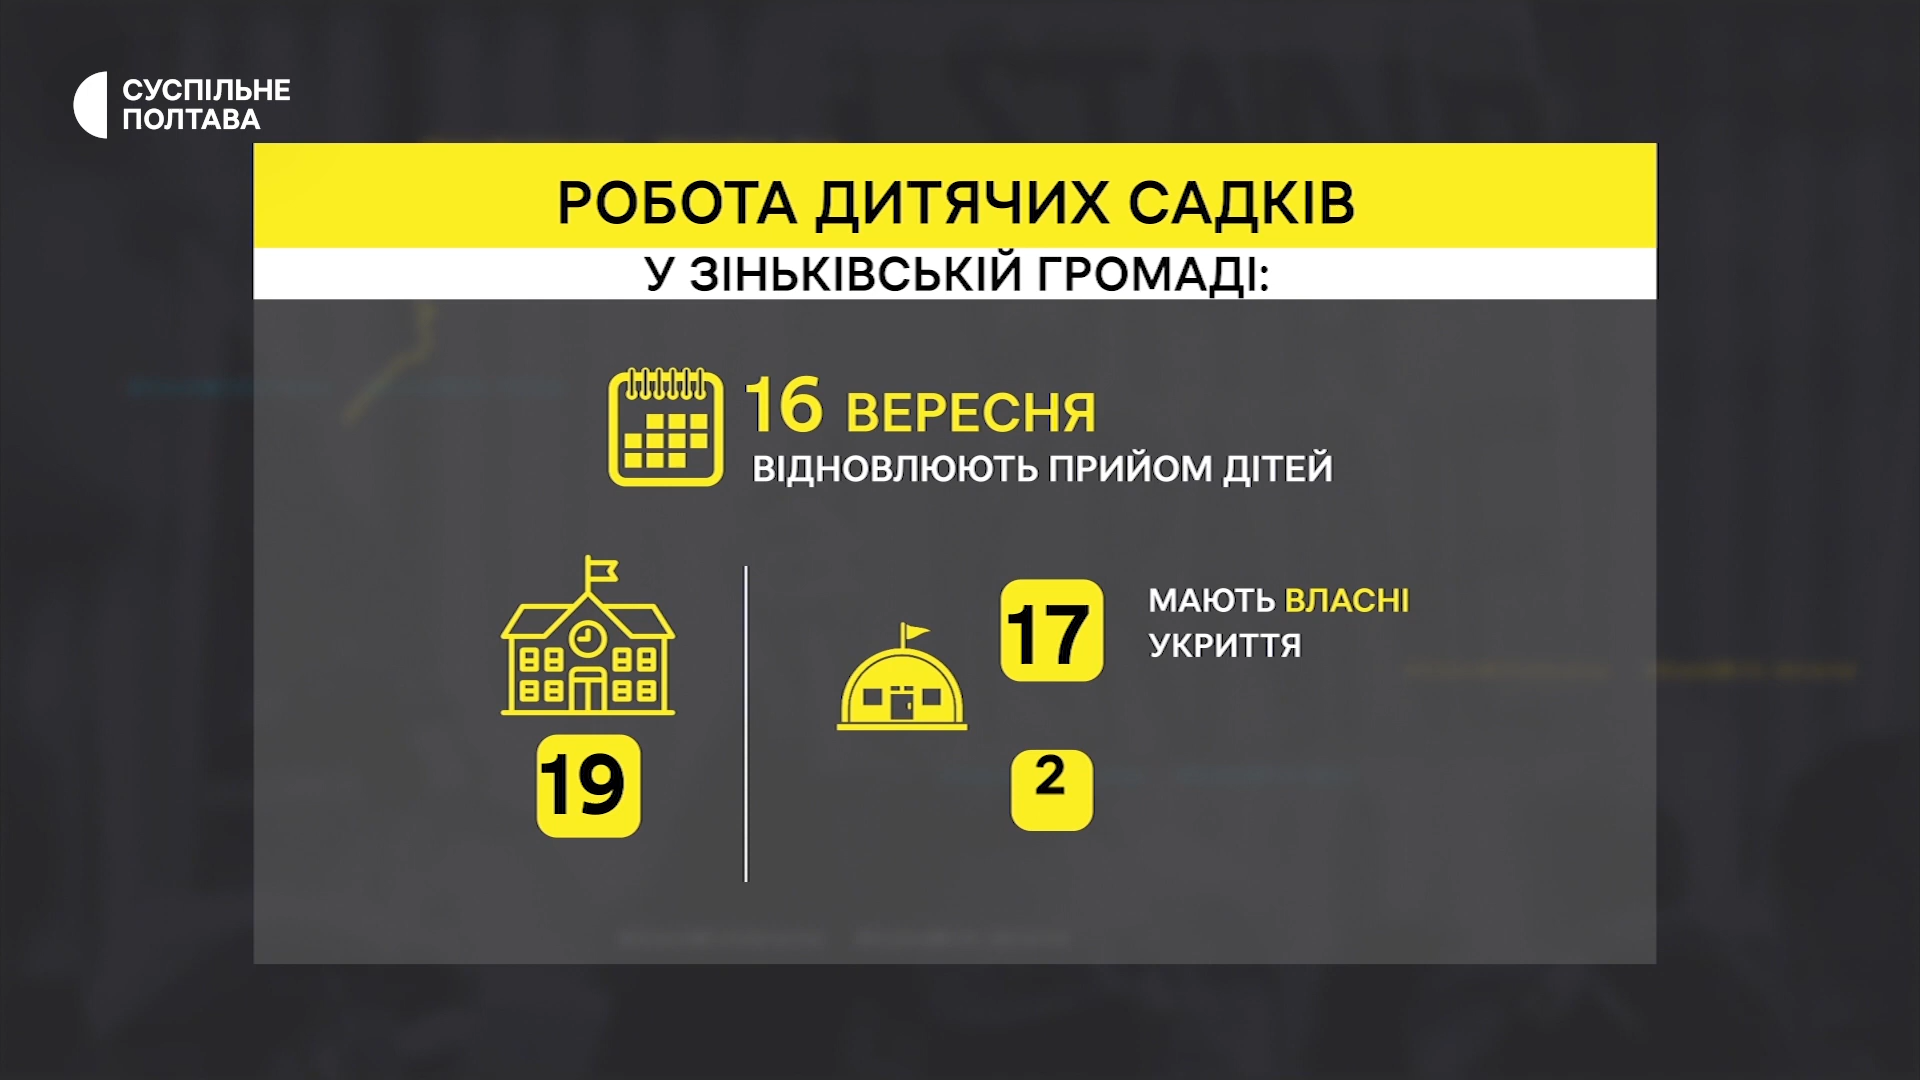 СУСПІЛЬНЕ
ПОЛТАВА
РОБОТА ДИТЯЧИХ САДКІВ
У ЗІНЬКІВСЬКІЙ ГРОМАДІ:
16 ВЕРЕСНЯ
ВІДНОВЛЮЮТЬ ПРИЙОМ ДІТЕЙ
19
17
МАЮТЬ ВЛАСНІ
УКРИТТЯ
2